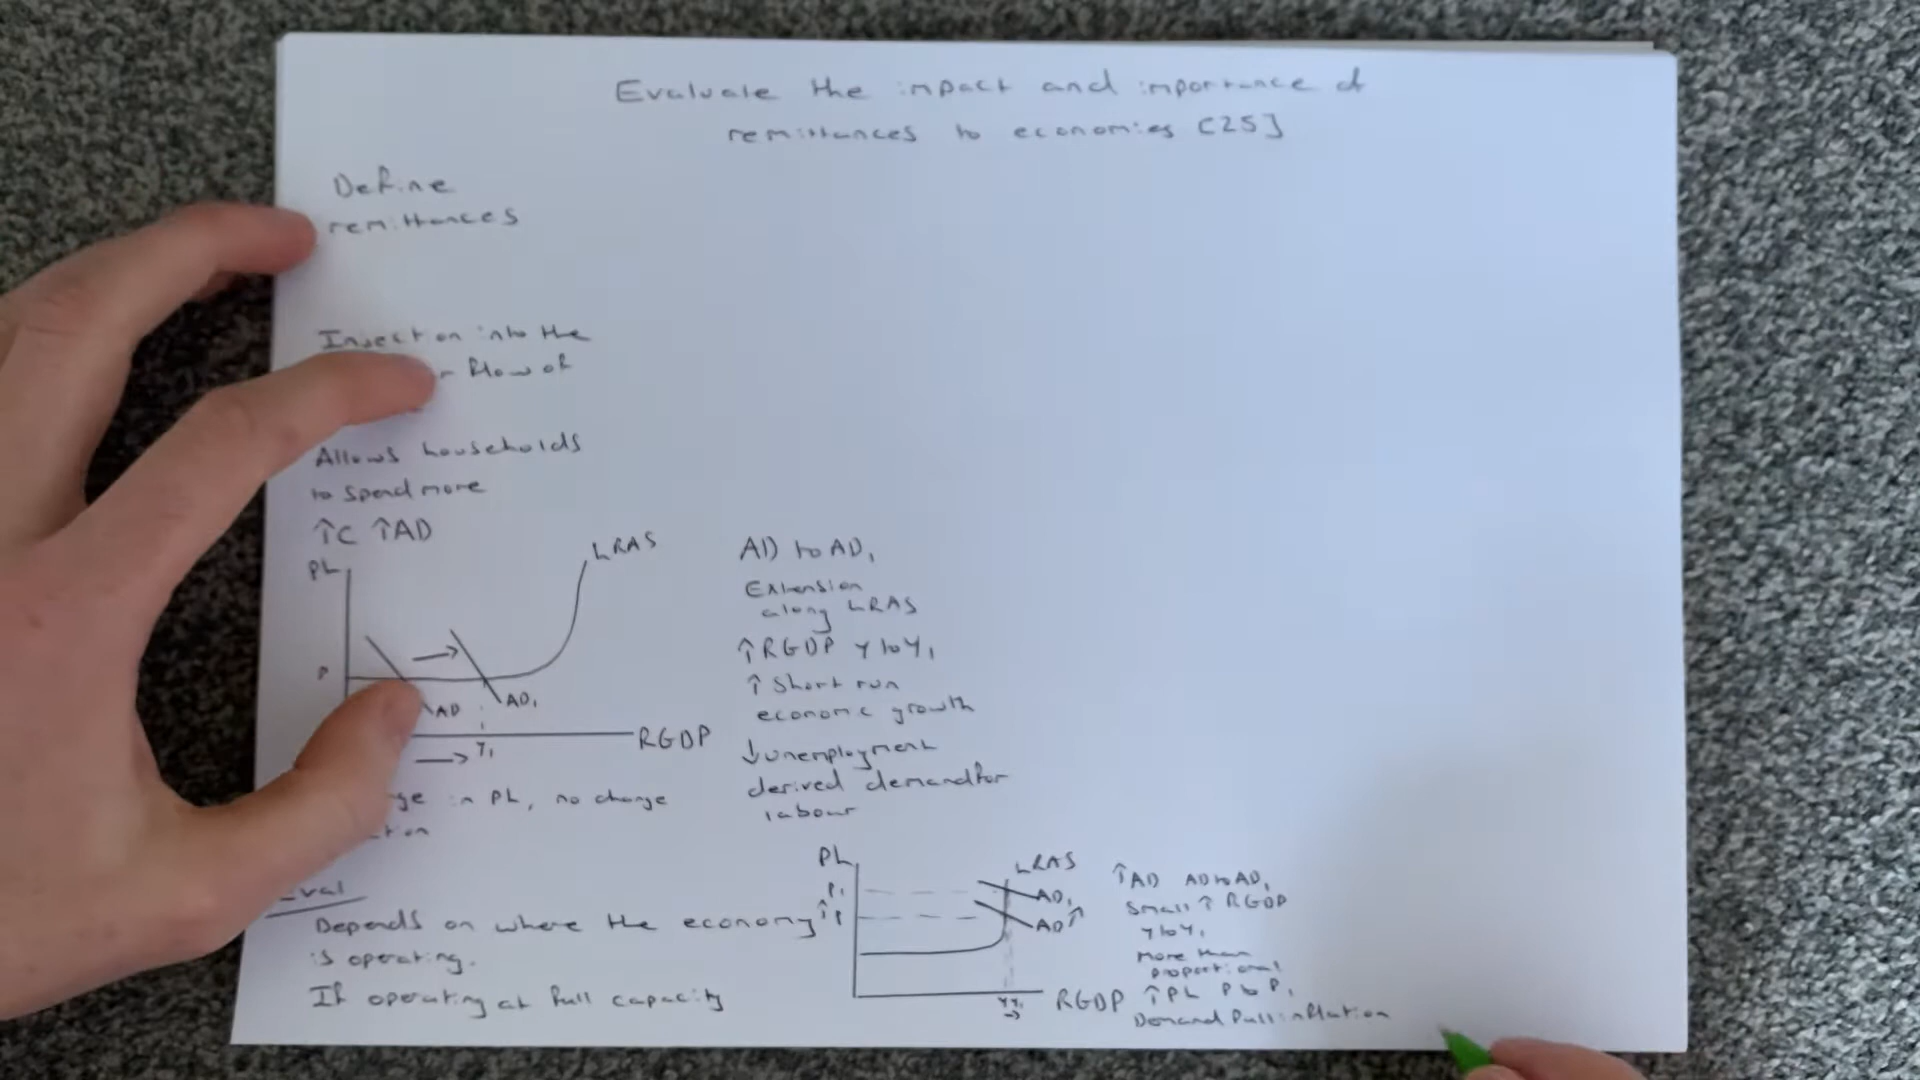 Evaluate the impact and importance of
remittances to economies [25]
Define
remittances
Injection into the
flow of
Allows households
to spend more
↑C ↑AD
PL
LRAS
P
AD
AD₁
Y₁
RGDP
in PL, no change
AD to AD₁
Extension
along LRAS
↑RGDP Y to Y₁
↑ Short run
economic growth
↓unemployment
derived demand for
labour
Eval
Depends on where the economy
is operating.
If operating at full capacity
PL
LRAS
P₁
↑P
AD₁
AD
Y Y₁
RGDP
↑AD AD to AD₁
Small ↑ RGDP
Y to Y₁
more than
proportional
↑PL P to P₁
Demand Pull inflation